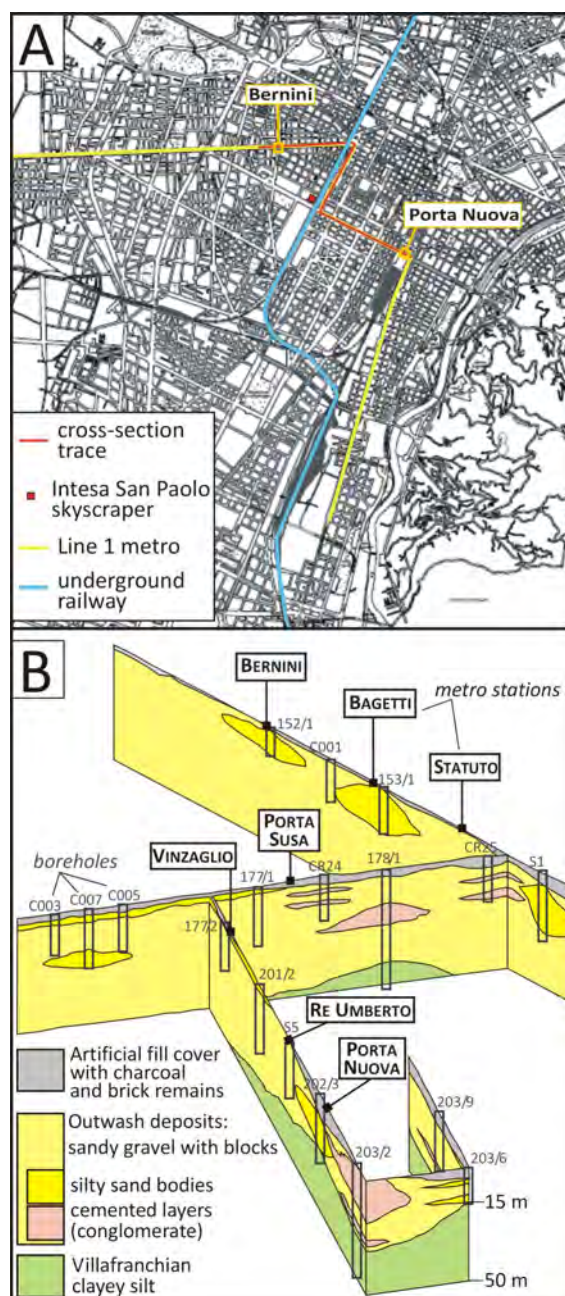 A
Bernini
Porta Nuova
cross-section
trace
Intesa San Paolo
skyscraper
Line 1 metro
underground
railway
B
BERNINI
BAGETTI
metro stations
152/1
C001
153/1
STATUTO
PORTA
SUSA
boreholes
VINZAGLIO
CR24
178/1
CR25
S1
C003
C007
C005
177/1
177/2
201/2
S5
RE UMBERTO
202/3
PORTA
NUOVA
203/9
203/2
203/6
15 m
50 m
Artificial fill cover
with charcoal
and brick remains
Outwash deposits:
sandy gravel with blocks
silty sand bodies
cemented layers
(conglomerate)
Villafranchian
clayey silt